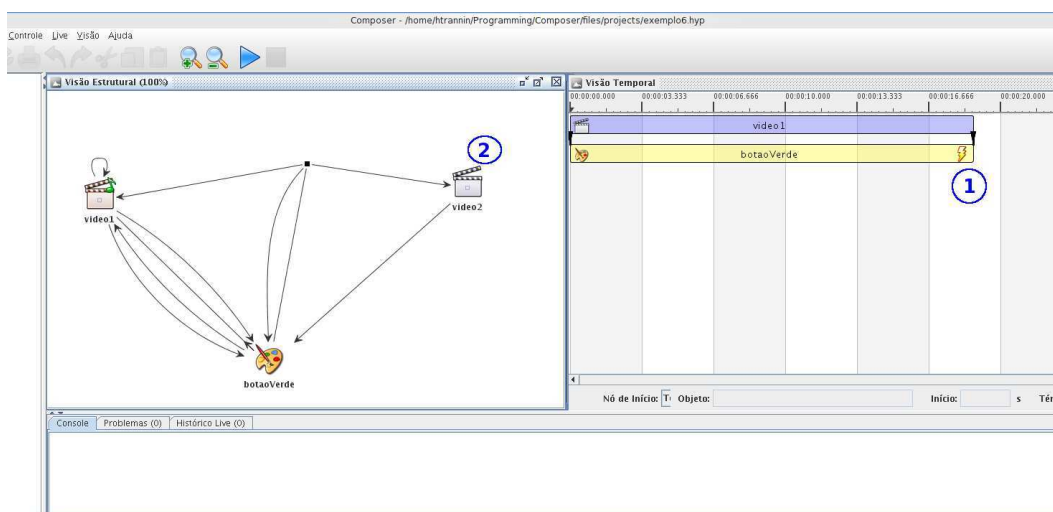 Composer - /home/htrannin/Programming/Composer/files/projects/exemplo6.hyp
Controle Live Visão Ajuda
Visão Estrutural (100%)
Visão Temporal
00:00:00.000 00:00:03.333 00:00:06.666 00:00:10.000 00:00:13.333 00:00:16.666 00:00:20.000
video1
botaoVerde
1
2
video1
video2
botaoVerde
Nó de Início: Objeto: Início: s Tér
Console Problemas (0) Histórico Live (0)